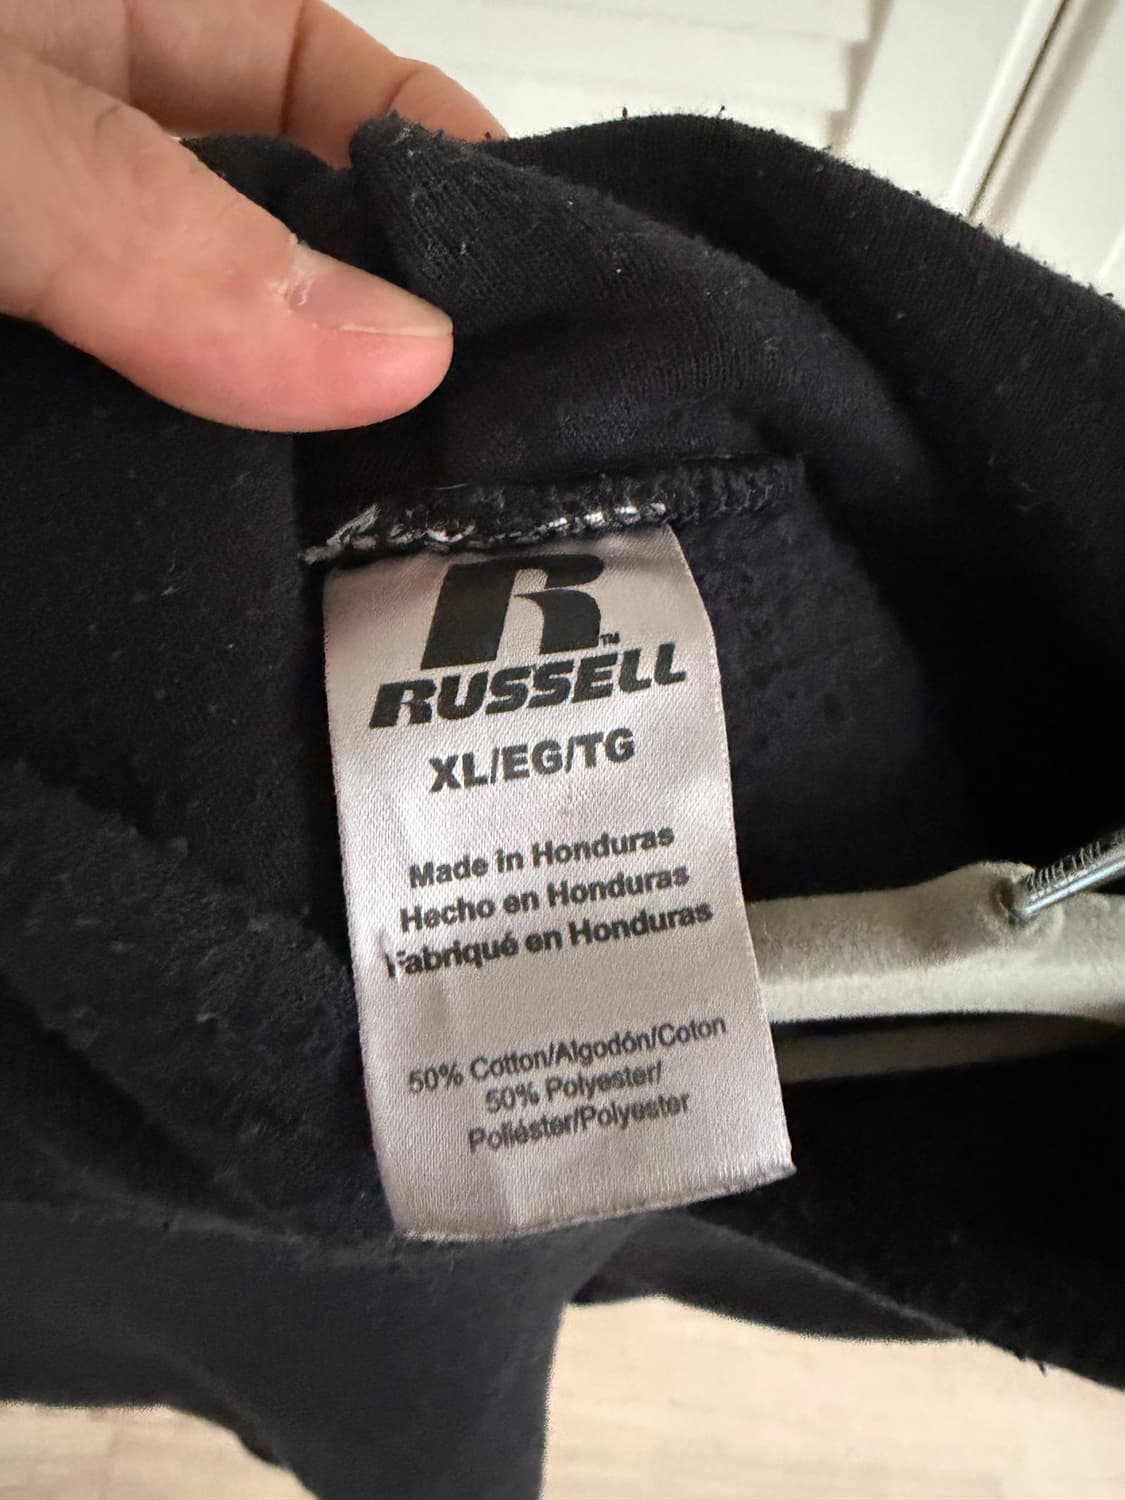 R™
RUSSELL
XL/EG/TG
Made in Honduras
Hecho en Honduras
Fabriqué en Honduras
50% Cotton/Algodón/Coton
50% Polyester/
Poliéster/Polyester